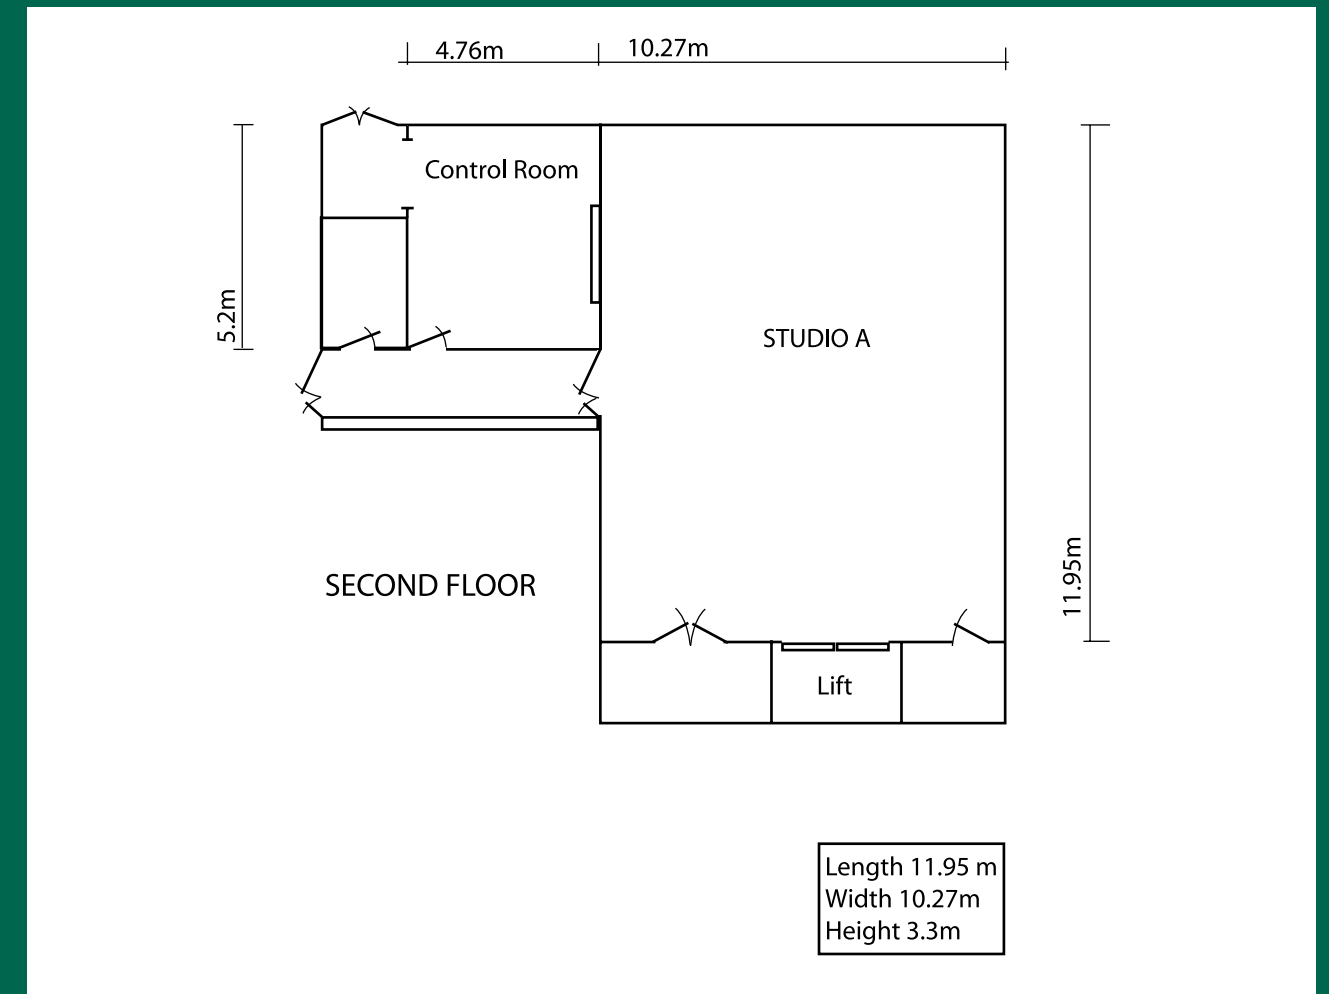 4.76m
10.27m
Control Room
5.2m
STUDIO A
11.95m
SECOND FLOOR
Lift
Length 11.95 m
Width 10.27m
Height 3.3m